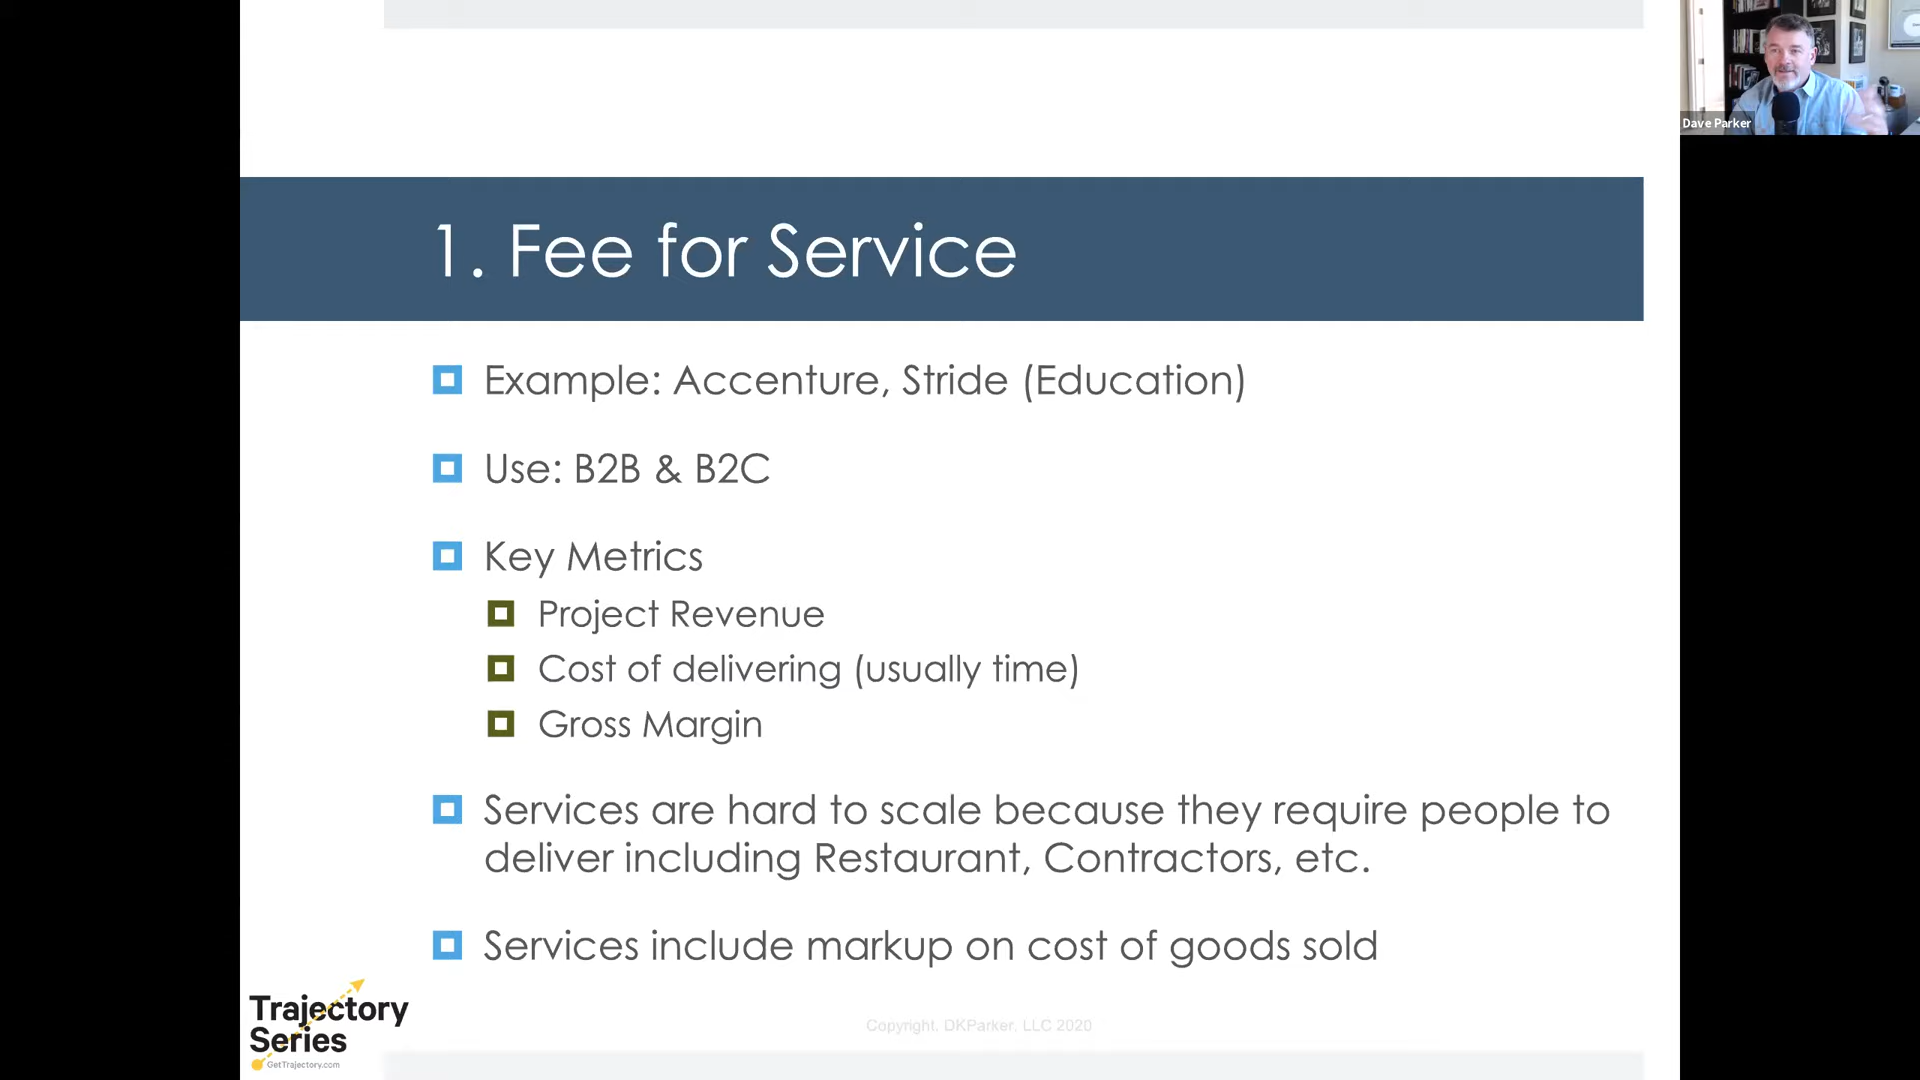 Dave Parker
1. Fee for Service
Example: Accenture, Stride (Education)
Use: B2B & B2C
Key Metrics
Project Revenue
Cost of delivering (usually time)
Gross Margin
Services are hard to scale because they require people to
deliver including Restaurant, Contractors, etc.
Services include markup on cost of goods sold
Trajectory
Series
GetTrajectory.com
Copyright, DKParker, LLC 2020